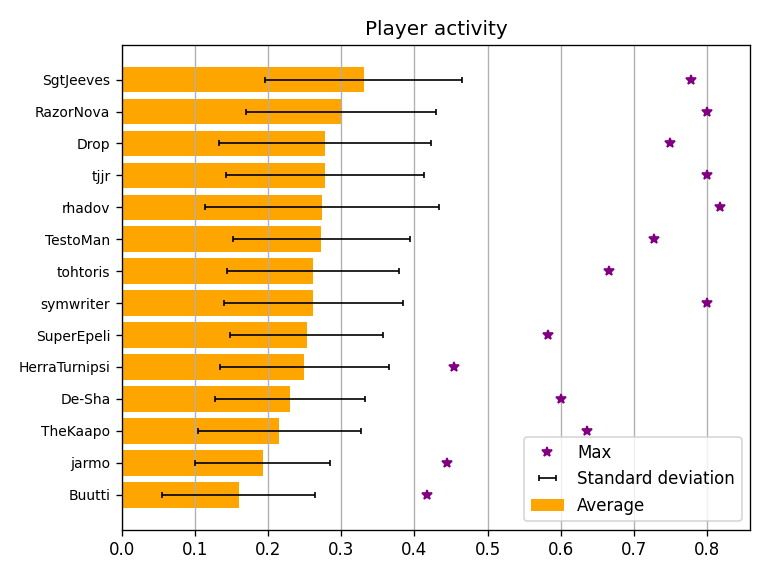 Player activity
SgtJeeves
RazorNova
Drop
tjjr
rhadov
TestoMan
tohtoris
symwriter
SuperEpeli
HerraTurnipsi
De-Sha
TheKaapo
jarmo
Buutti
Max
Standard deviation
Average
0.0 0.1 0.2 0.3 0.4 0.5 0.6 0.7 0.8